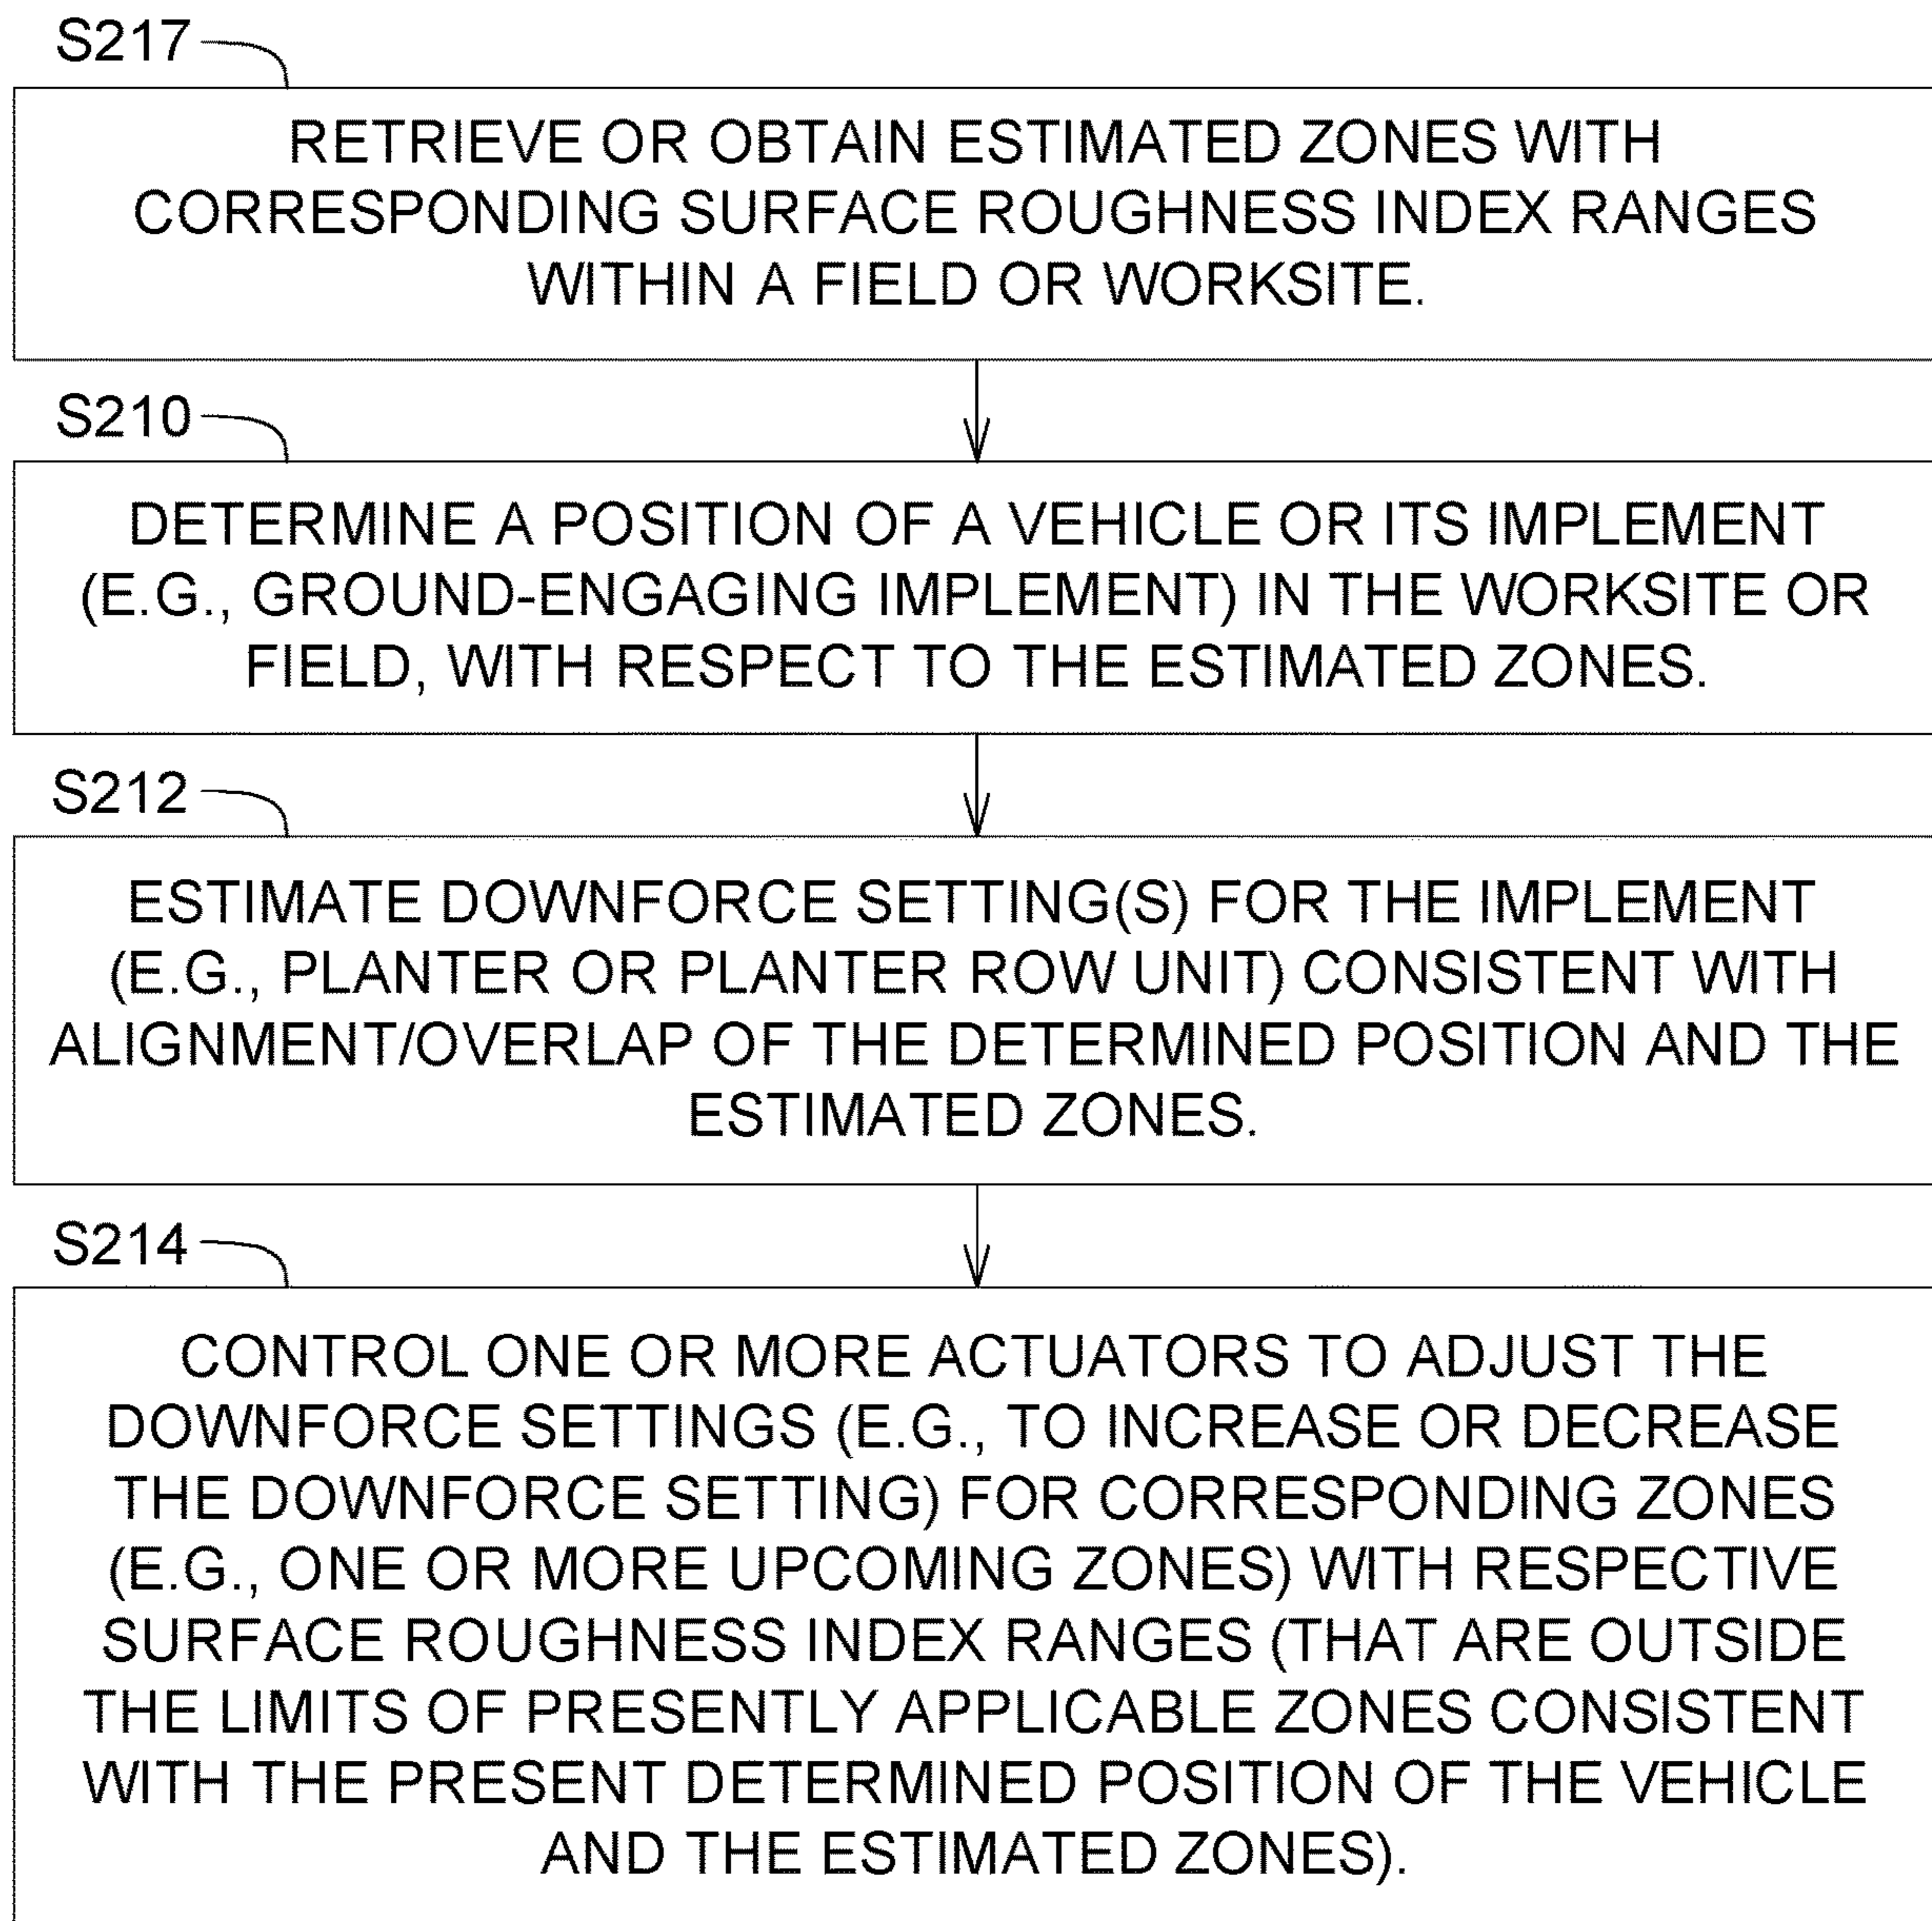 S217
RETRIEVE OR OBTAIN ESTIMATED ZONES WITH
CORRESPONDING SURFACE ROUGHNESS INDEX RANGES
WITHIN A FIELD OR WORKSITE.
S210
DETERMINE A POSITION OF A VEHICLE OR ITS IMPLEMENT
(E.G., GROUND-ENGAGING IMPLEMENT) IN THE WORKSITE OR
FIELD, WITH RESPECT TO THE ESTIMATED ZONES.
S212
ESTIMATE DOWNFORCE SETTING(S) FOR THE IMPLEMENT
(E.G., PLANTER OR PLANTER ROW UNIT) CONSISTENT WITH
ALIGNMENT/OVERLAP OF THE DETERMINED POSITION AND THE
ESTIMATED ZONES.
S214
CONTROL ONE OR MORE ACTUATORS TO ADJUST THE
DOWNFORCE SETTINGS (E.G., TO INCREASE OR DECREASE
THE DOWNFORCE SETTING) FOR CORRESPONDING ZONES
(E.G., ONE OR MORE UPCOMING ZONES) WITH RESPECTIVE
SURFACE ROUGHNESS INDEX RANGES (THAT ARE OUTSIDE
THE LIMITS OF PRESENTLY APPLICABLE ZONES CONSISTENT
WITH THE PRESENT DETERMINED POSITION OF THE VEHICLE
AND THE ESTIMATED ZONES).